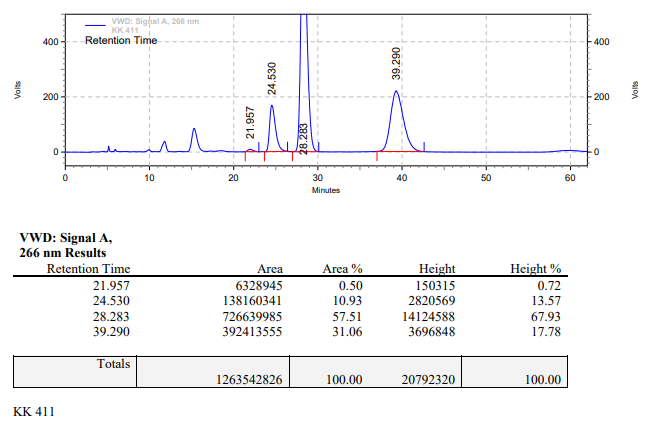 VWD: Signal A, 266 nm
KK 411
Retention Time
400
200
0
Volts
400
200
0
Volts
21.957
24.530
28.283
39.290
0 10 20 30 40 50 60
Minutes
VWD: Signal A,
266 nm Results
Retention Time Area Area % Height Height %
21.957 6328945 0.50 150315 0.72
24.530 138160341 10.93 2820569 13.57
28.283 726639985 57.51 14124588 67.93
39.290 392413555 31.06 3696848 17.78
Totals
1263542826 100.00 20792320 100.00
KK 411